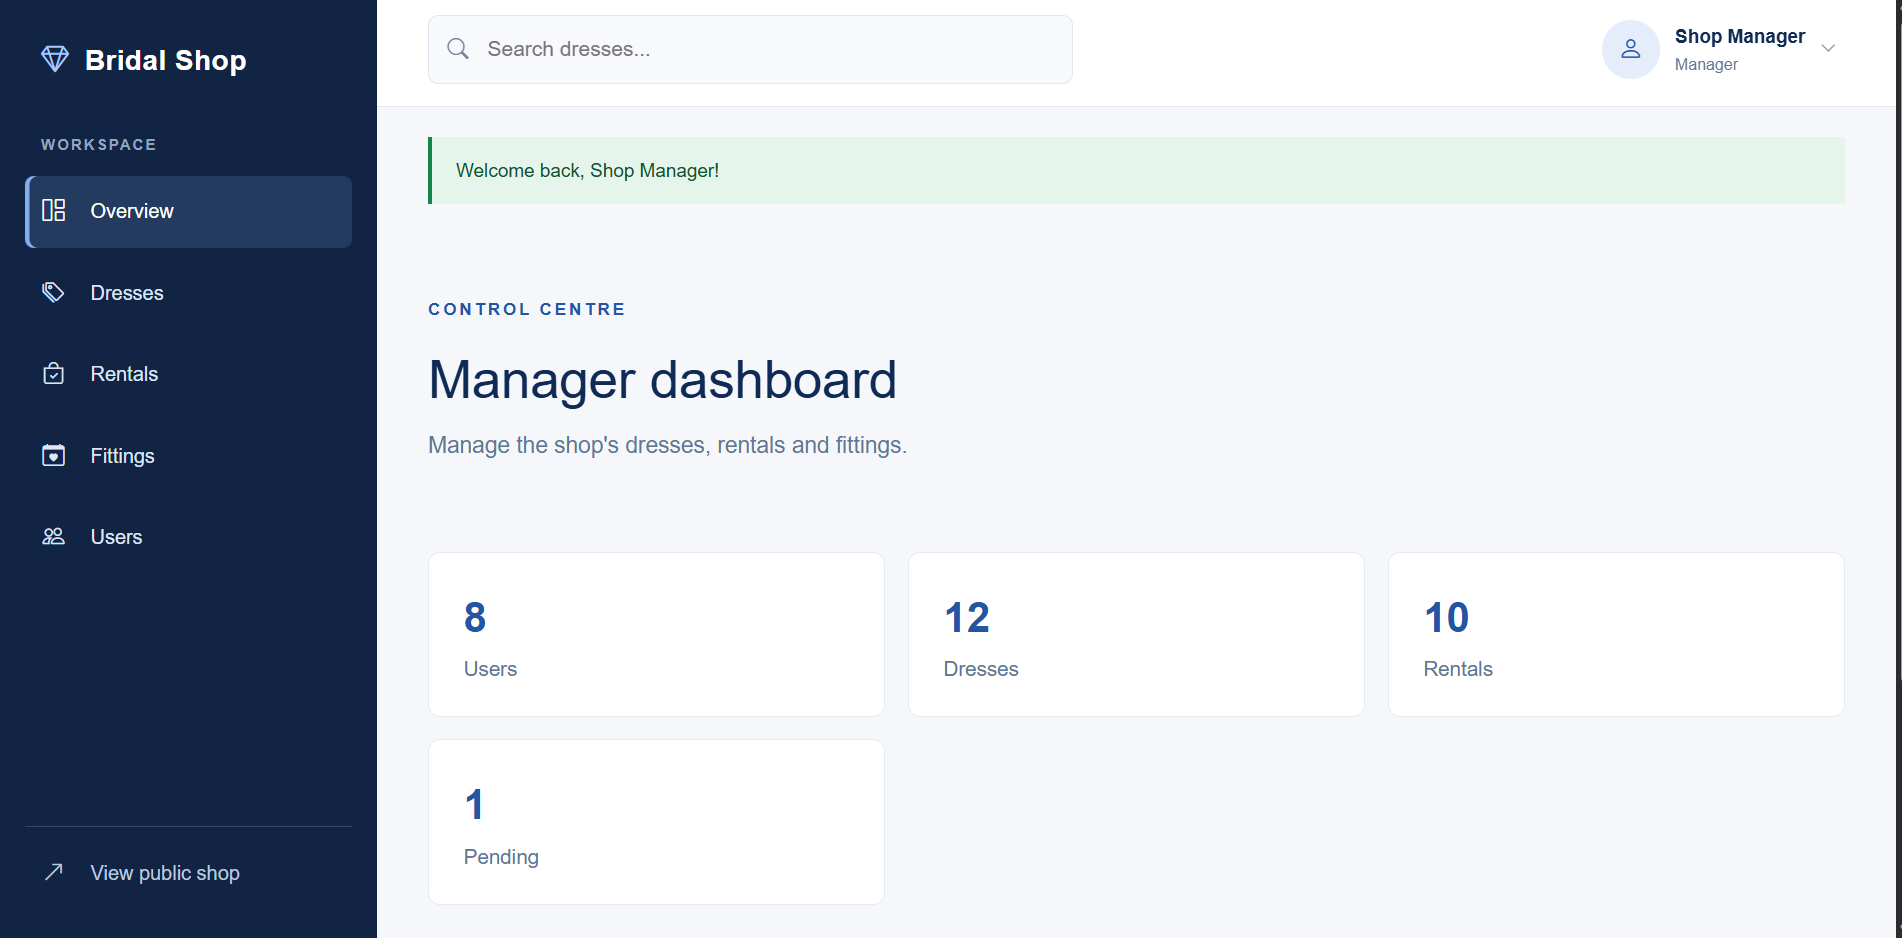 Bridal Shop
WORKSPACE
Overview
Dresses
Rentals
Fittings
Users
View public shop
Search dresses...
Shop Manager
Manager
Welcome back, Shop Manager!
CONTROL CENTRE
Manager dashboard
Manage the shop's dresses, rentals and fittings.
8
Users
12
Dresses
10
Rentals
1
Pending